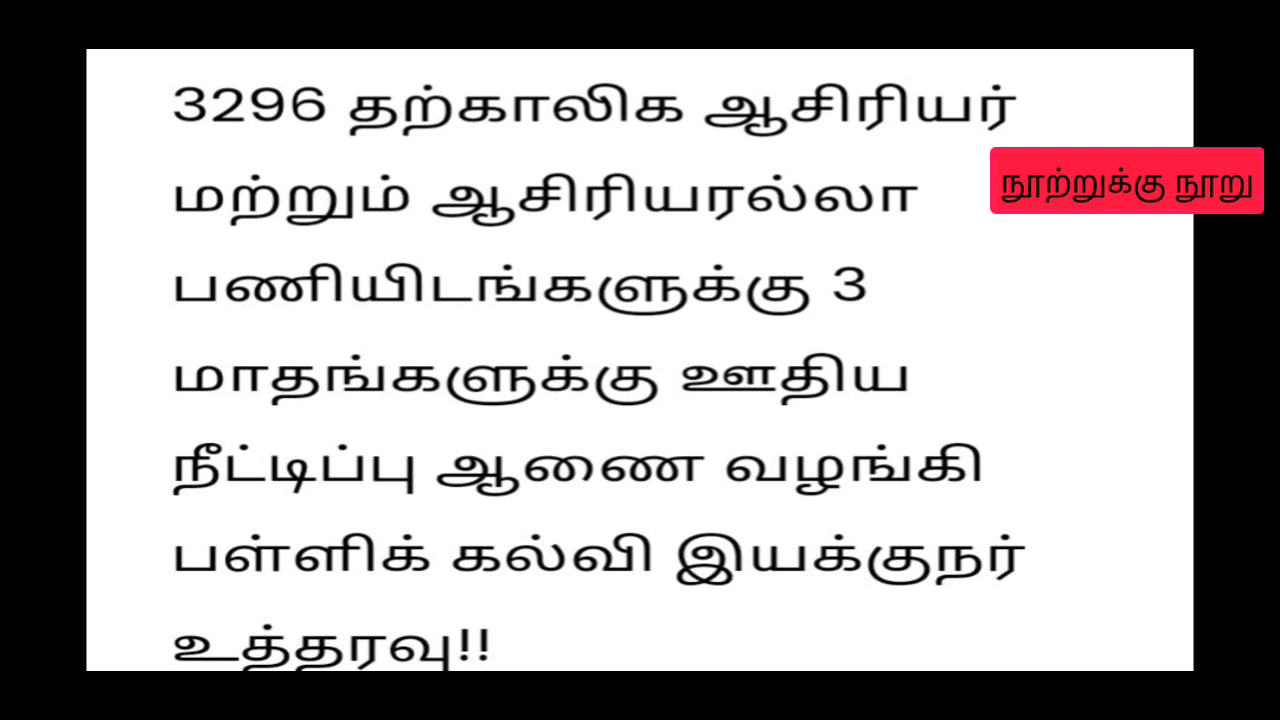 3296 தற்காலிக ஆசிரியர்
மற்றும் ஆசிரியரல்லா
நூற்றுக்கு நூறு
பணியிடங்களுக்கு 3
மாதங்களுக்கு ஊதிய
நீட்டிப்பு ஆணை வழங்கி
பள்ளிக் கல்வி இயக்குநர்
உத்தரவு!!